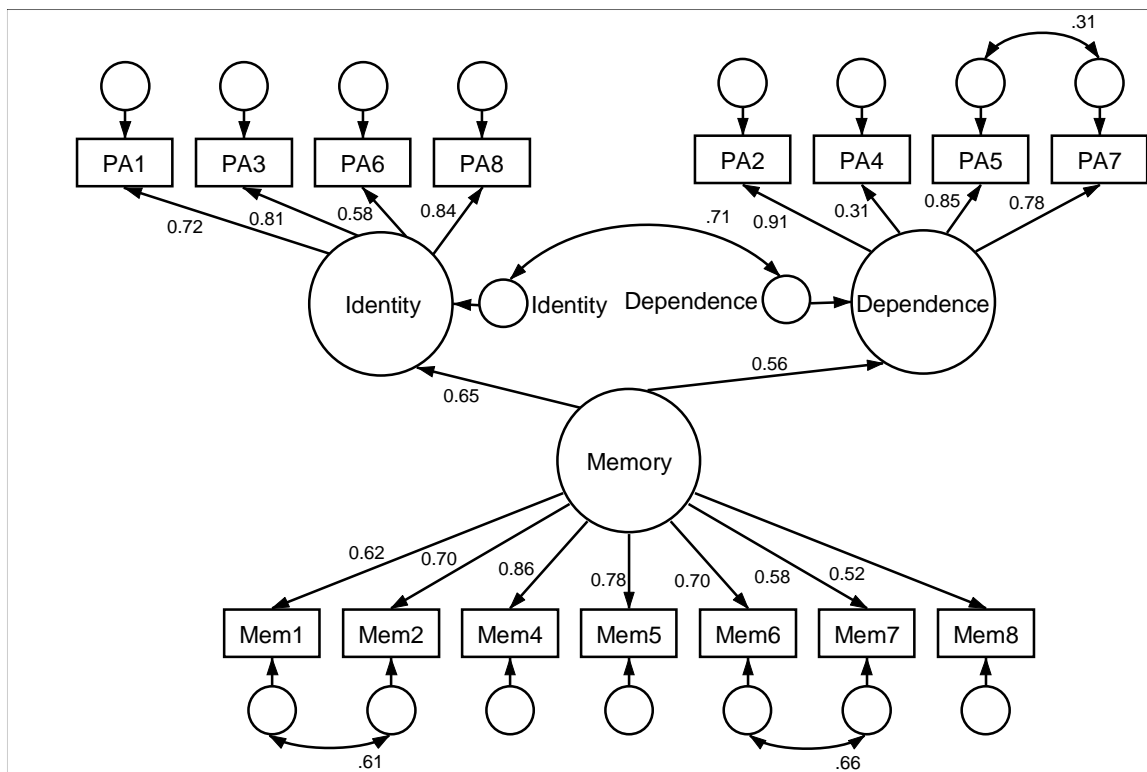 .31
PA1 PA3 PA6 PA8 PA2 PA4 PA5 PA7
0.72 0.81 0.58 0.84 .71 0.91 0.31 0.85 0.78
Identity Identity Dependence Dependence
0.65 0.56
Memory
0.62 0.70 0.86 0.78 0.70 0.58 0.52
Mem1 Mem2 Mem4 Mem5 Mem6 Mem7 Mem8
.61 .66